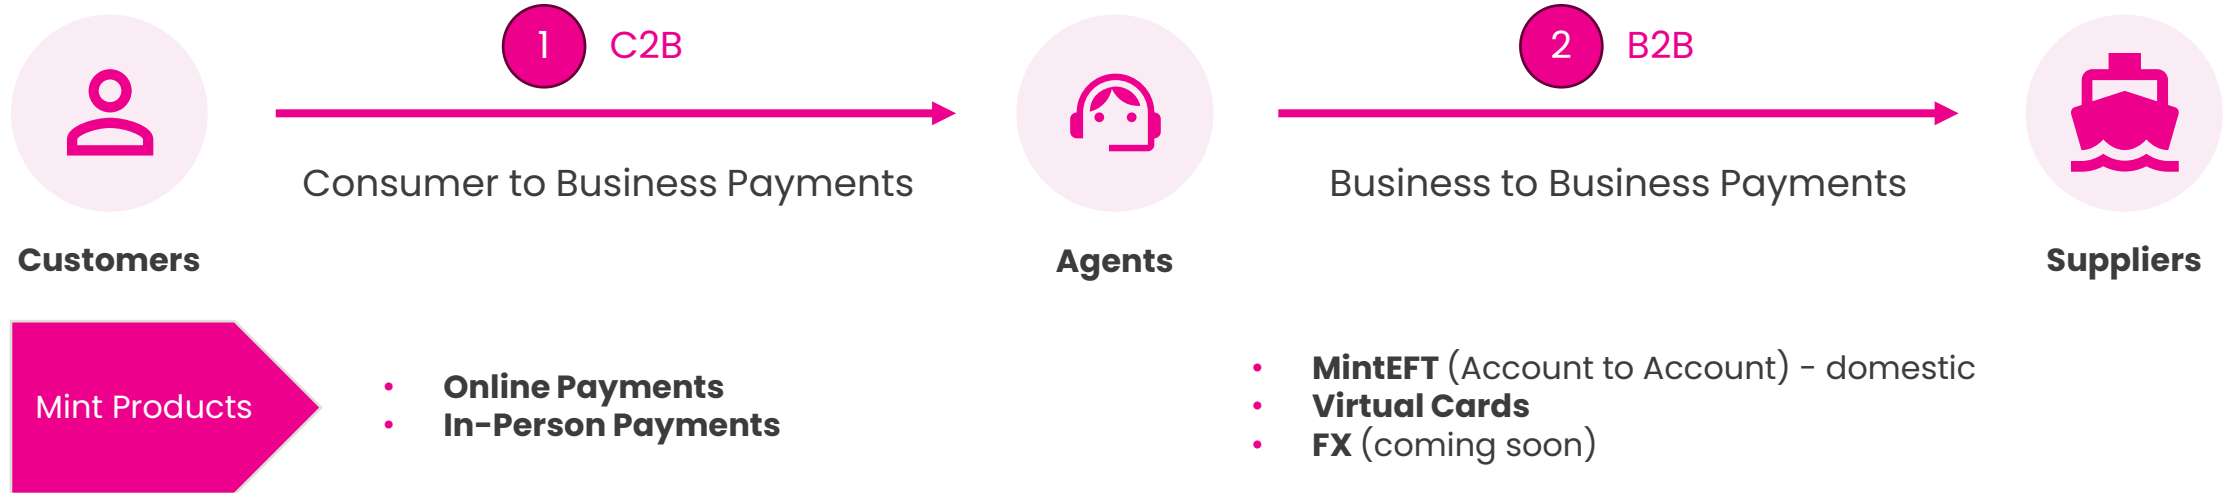 1 C2B
2 B2B
Consumer to Business Payments
Business to Business Payments
Customers
Agents
Suppliers
Mint Products
• Online Payments
• In-Person Payments
• MintEFT (Account to Account) - domestic
• Virtual Cards
• FX (coming soon)